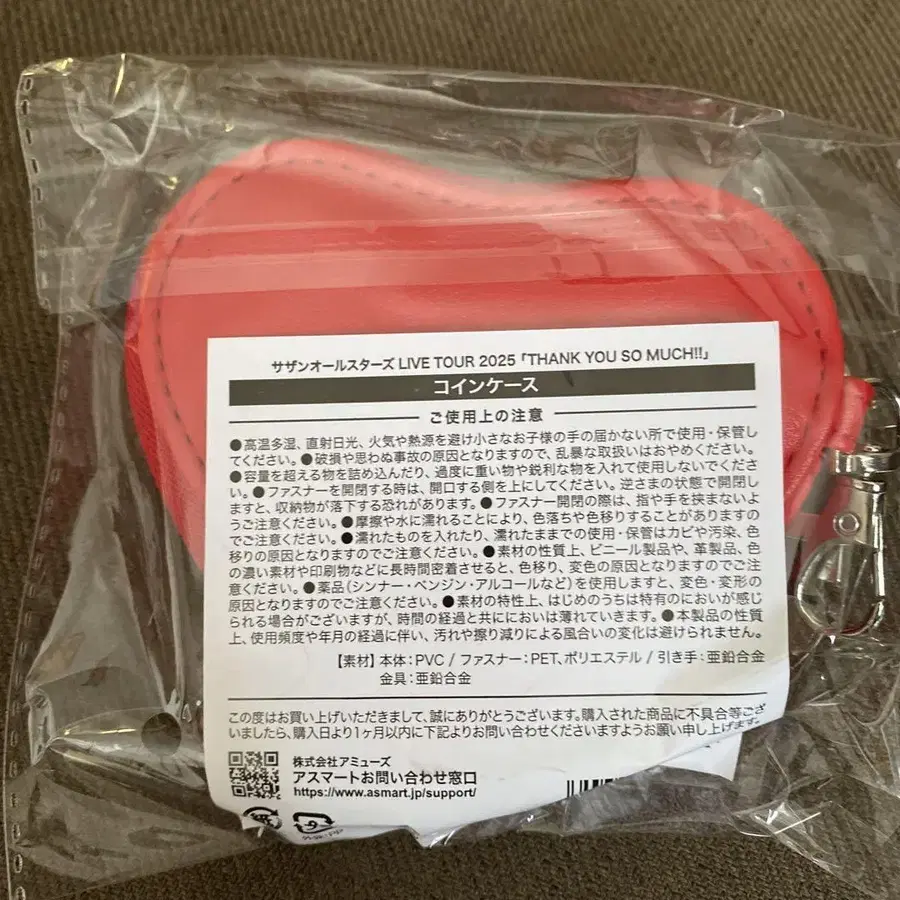 サザンオールスターズ LIVE TOUR 2025「THANK YOU SO MUCH!!」
コインケース
ご使用上の注意
●高温多湿、直射日光、火気や熱源を避け小さなお子様の手の届かない所で使用・保管し
てください。●破損や思わぬ事故の原因となりますので、乱暴な取扱いはおやめください。
●容量を超える物を詰め込んだり、過度に重い物や鋭利な物を入れて使用しないでくださ
い。●ファスナーを開閉する時は、開口する側を上にしてください。逆さまの状態で開閉し
ますと、収納物が落下する恐れがあります。●ファスナー開閉の際は、指や手を挟まないよ
うご注意ください。●摩擦や水に濡れることにより、色落ちや色移りすることがありますの
でご注意ください。●濡れたものを入れたり、濡れたままでの使用・保管はカビや汚染、色
移りの原因となりますのでご注意ください。●素材の性質上、ビニール製品や、革製品、色
の濃い素材や印刷物などに長時間密着させると、色移り、変色の原因となりますのでご注
意ください。●薬品(シンナー・ベンジン・アルコールなど)を使用しますと、変色・変形の
原因となりますのでご注意ください。●素材の特性上、はじめのうちは特有のにおいが感じ
られる場合がございますが、時間の経過と共ににおいは薄れていきます。●本製品の性質
上、使用頻度や年月の経過に伴い、汚れや擦り減りによる風合いの変化は避けられません。
【素材】本体:PVC / ファスナー:PET、ポリエステル / 引き手:亜鉛合金
金具:亜鉛合金
この度はお買い上げいただきまして、誠にありがとうございます。購入された商品に不具合等ござ
いましたら、購入日より1ヶ月以内に下記よりお問い合わせくださいますようお願い申し上げます。
株式会社アミューズ
アスマートお問い合わせ窓口
https://www.asmart.jp/support/
紙
プラ
外装:PP